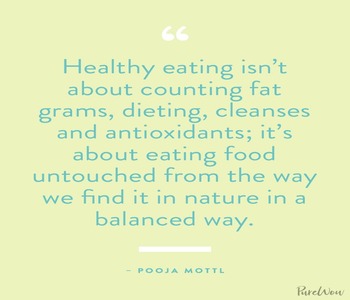 “
Healthy eating isn’t
about counting fat
grams, dieting, cleanses
and antioxidants; it’s
about eating food
untouched from the way
we find it in nature in a
balanced way.
– POOJA MOTTL
PureWow